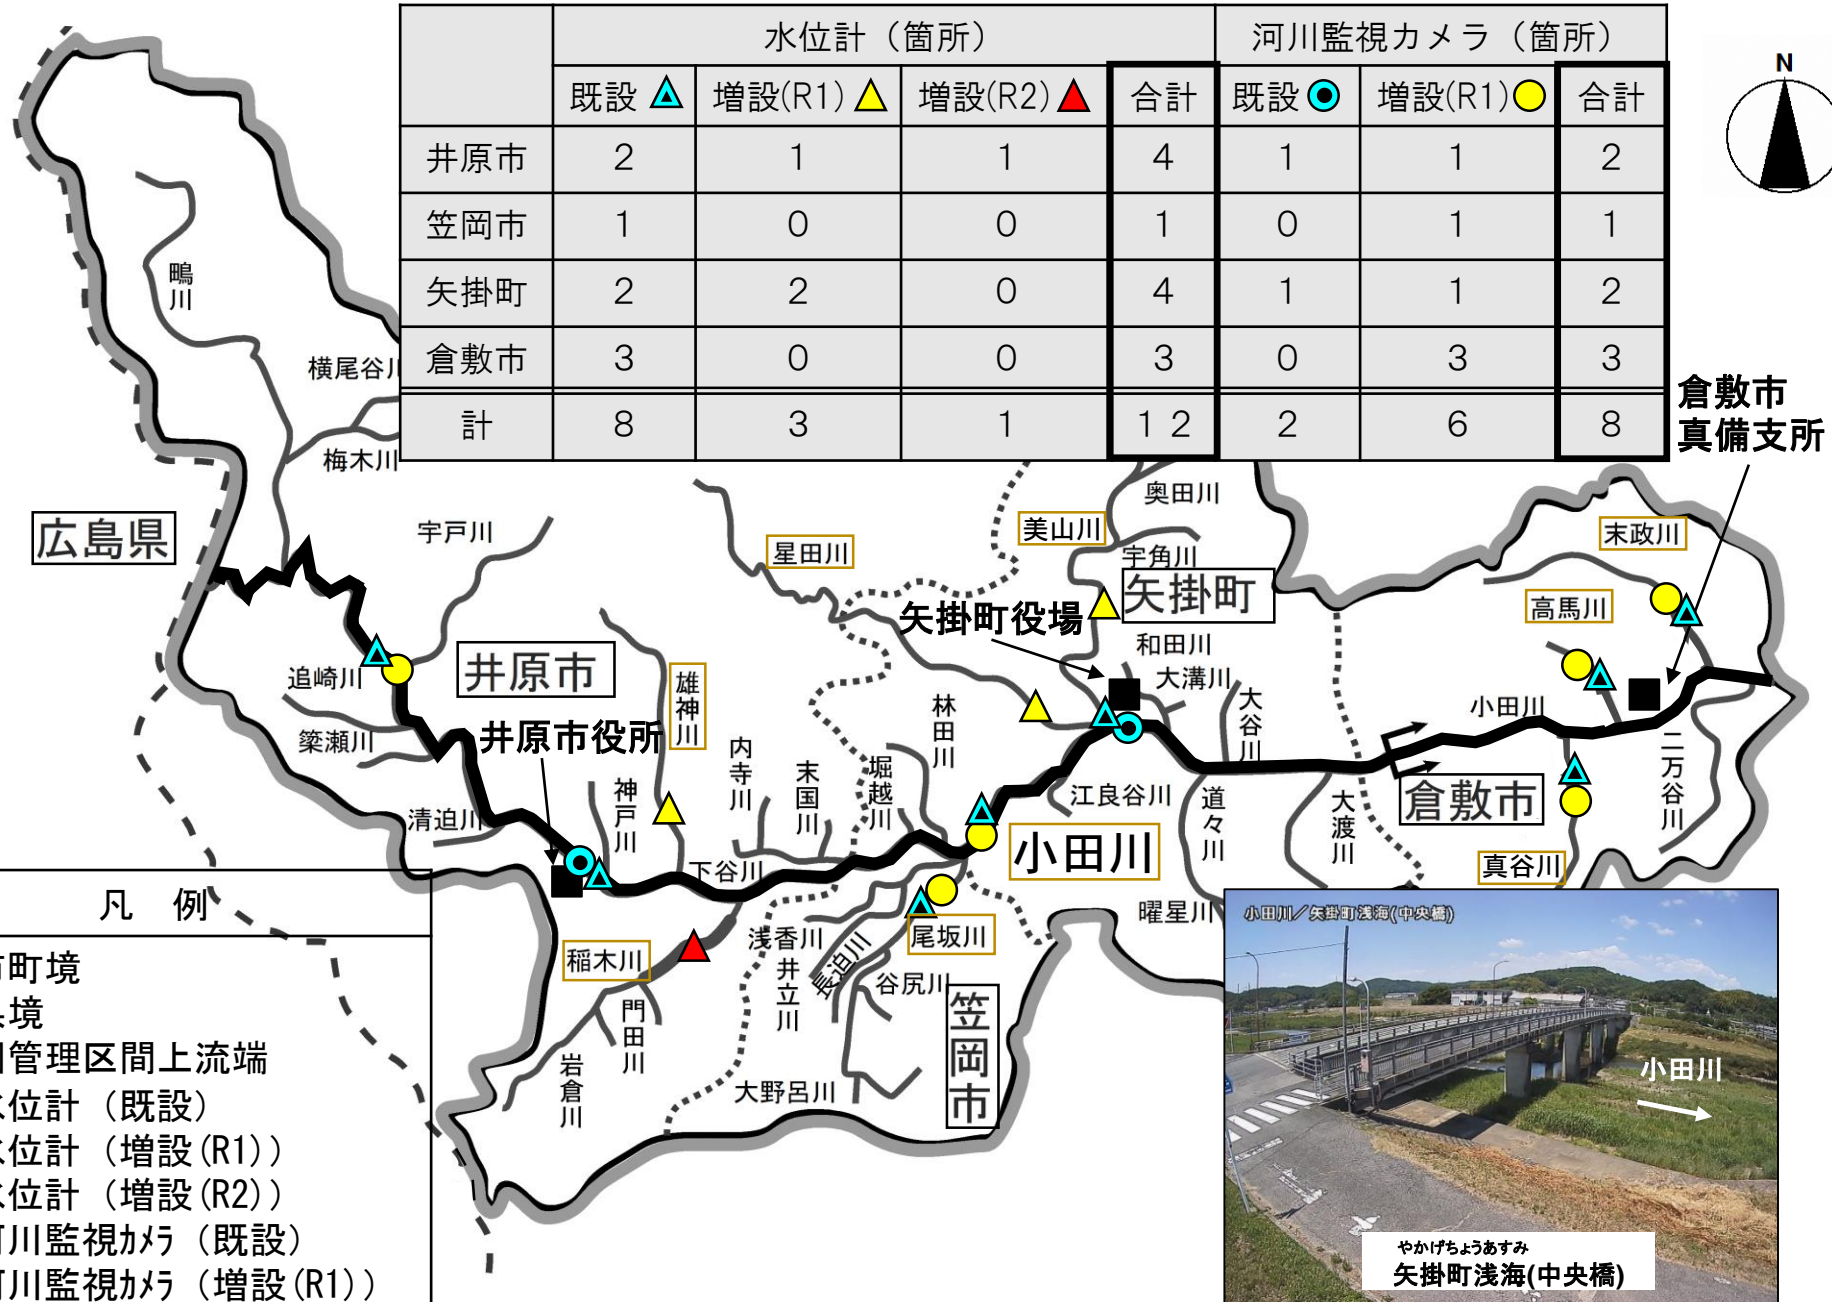 水位計（箇所） 河川監視カメラ（箇所）
既設 増設(R1) 増設(R2) 合計 既設 増設(R1) 合計
井原市 2 1 1 4 1 1 2
笠岡市 1 0 0 1 0 1 1
矢掛町 2 2 0 4 1 1 2
倉敷市 3 0 0 3 0 3 3
計 8 3 1 12 2 6 8
N
倉敷市
真備支所
鴫川
横尾谷川
梅木川
広島県
宇戸川
星田川
美山川
奥田川
宇角川
矢掛町
末政川
高馬川
矢掛町役場
和田川
大溝川
大谷川
小田川
追崎川
井原市
雄神川
簗瀬川
井原市役所
林田川
内寺川
末国川
堀越川
神戸川
清迫川
下谷川
江良谷川
道々川
大渡川
倉敷市
二万谷川
小田川
真谷川
曜星川
稲木川
浅香川
長迫川
尾坂川
井立川
谷尻川
門田川
岩倉川
大野呂川
笠岡市
凡 例
町境
境
管理区間上流端
位計（既設）
位計（増設(R1)）
位計（増設(R2)）
川監視カメラ（既設）
川監視カメラ（増設(R1)）
小田川／矢掛町浅海(中央橋)
小田川
やかげちょうあすみ
矢掛町浅海(中央橋)